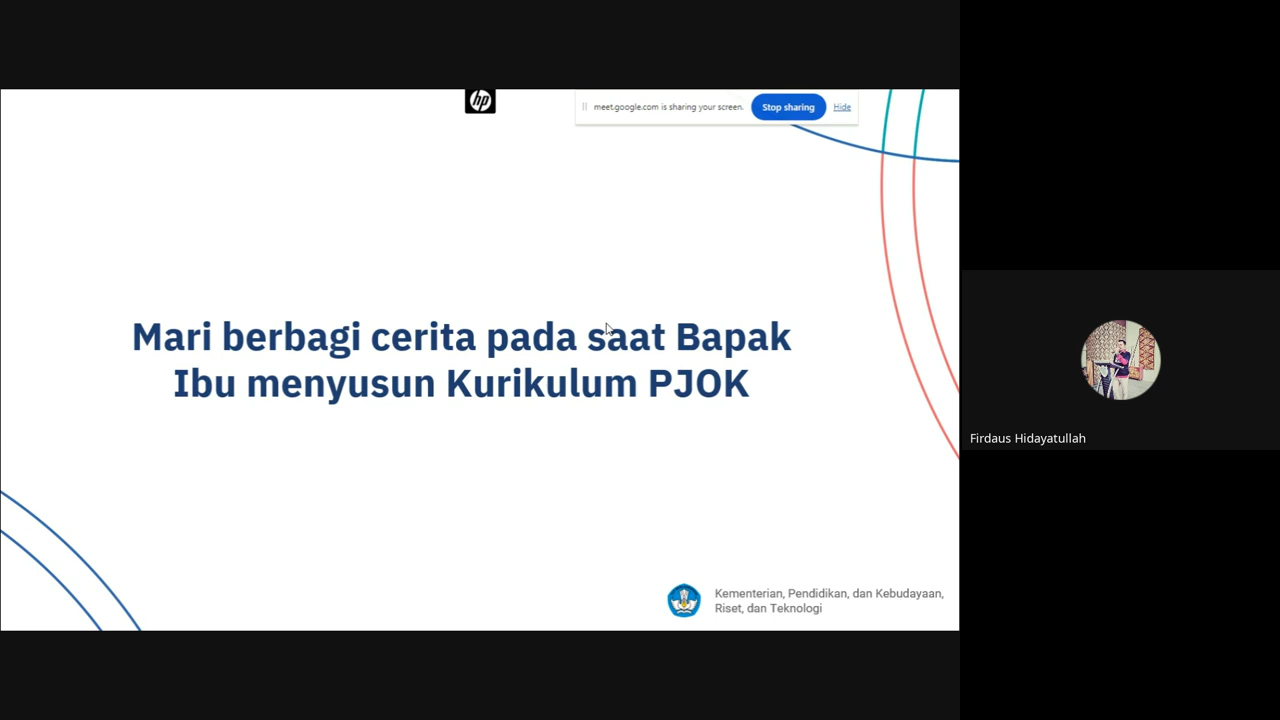 hp
meet.google.com is sharing your screen.
Stop sharing
Hide
Mari berbagi cerita pada saat Bapak
Ibu menyusun Kurikulum PJOK
Firdaus Hidayatullah
Kementerian, Pendidikan, dan Kebudayaan,
Riset, dan Teknologi